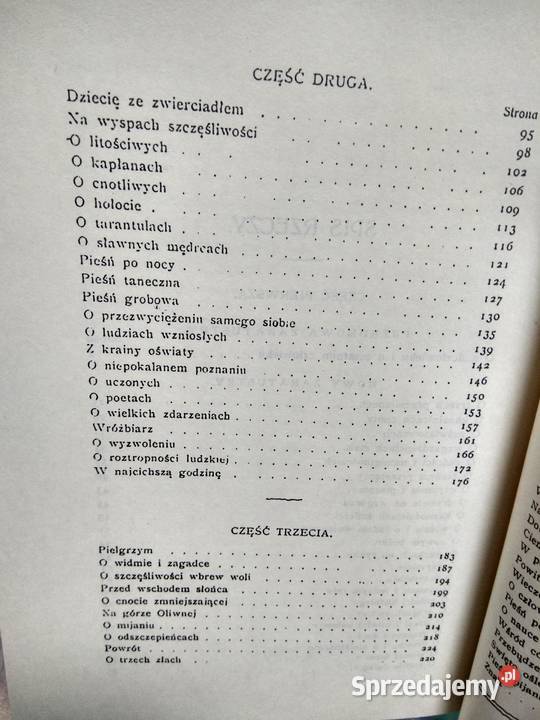 CZĘŚĆ DRUGA.
Strona
Dziecię ze zwierciadłem 95
Na wyspach szczęśliwości 98
O litościwych 102
O kapłanach 106
O cnotliwych 109
O hołocie 113
O tarantulach 116
O sławnych mędrcach 121
Pieśń po nocy 124
Pieśń taneczna 127
Pieśń grobowa 130
O przezwyciężeniu samego siebie 135
O ludziach wzniosłych 139
Z krainy oświaty 142
O niepokalanem poznaniu 146
O uczonych 150
O poetach 153
O wielkich zdarzeniach 157
Wróżbiarz 161
O wyzwoleniu 166
O roztropności ludzkiej 172
W najcichszą godzinę 176
CZĘŚĆ TRZECIA.
Pielgrzym 183
O widmie i zagadce 187
O szczęśliwości wbrew woli 194
Przed wschodem słońca 199
O cnocie zmniejszającej 203
Na górze Oliwnej 210
O mijaniu 214
O odszczepieńcach 218
Powrót 224
O trzech złach 220
Sprzedajemy.pl